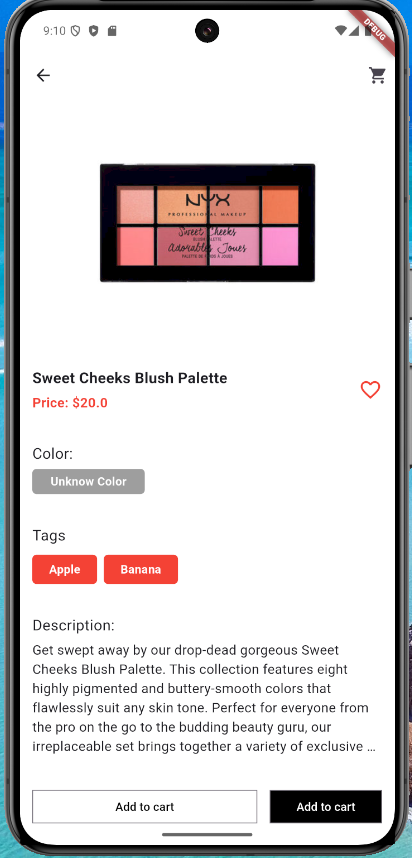 9:10
DEBUG
NYX
PROFESSIONAL MAKEUP
Sweet Cheeks
BLUSH PALETTE
Adorables Joues
PALETTE DE FARDS À JOUES
Sweet Cheeks Blush Palette
Price: $20.0
Color:
Unknow Color
Tags
Apple Banana
Description:
Get swept away by our drop-dead gorgeous Sweet
Cheeks Blush Palette. This collection features eight
highly pigmented and buttery-smooth colors that
flawlessly suit any skin tone. Perfect for everyone from
the pro on the go to the budding beauty guru, our
irreplaceable set brings together a variety of exclusive ...
Add to cart Add to cart